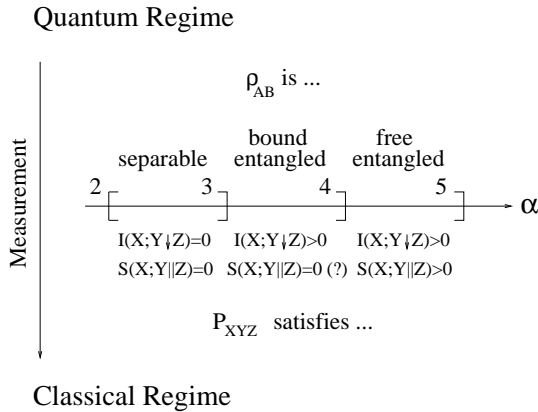 Quantum Regime
ρAB is ...
bound free
separable entangled entangled
2 3 4 5
α
I(X;Y↓Z)=0 I(X;Y↓Z)>0 I(X;Y↓Z)>0
S(X;Y||Z)=0 S(X;Y||Z)=0 (?) S(X;Y||Z)>0
PXYZ satisfies ...
Classical Regime
Measurement